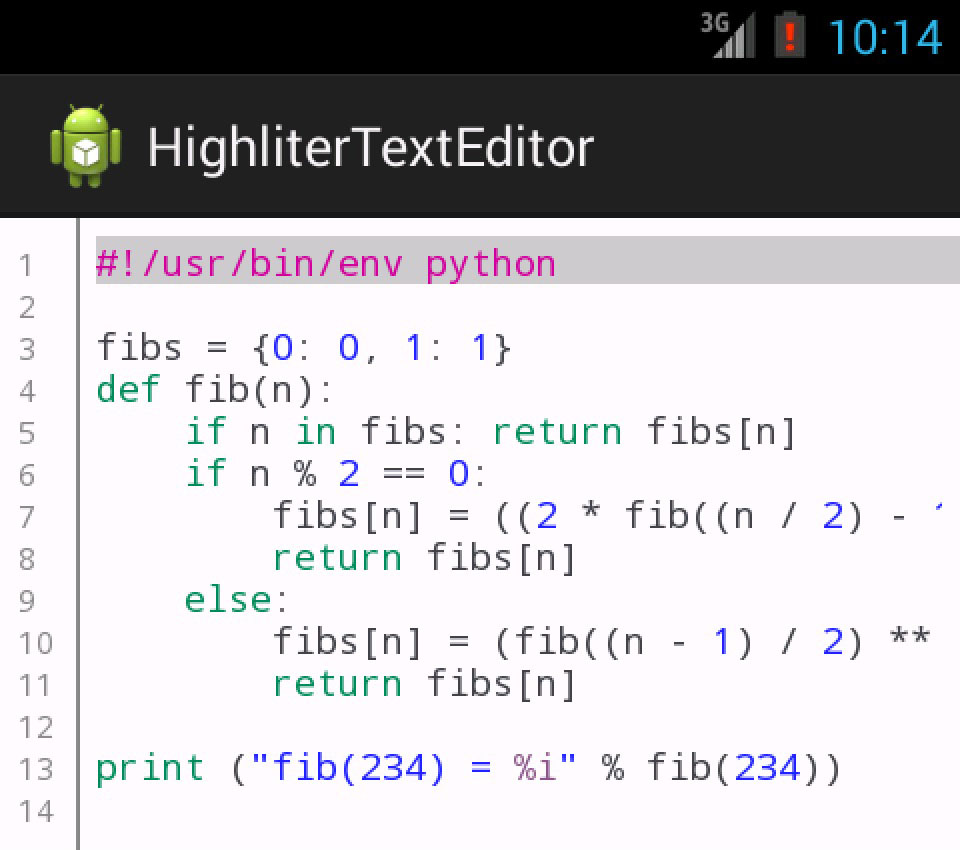 3G 10:14
HighliterTextEditor
1 #!/usr/bin/env python
2
3 fibs = {0: 0, 1: 1}
4 def fib(n):
5     if n in fibs: return fibs[n]
6     if n % 2 == 0:
7         fibs[n] = ((2 * fib((n / 2) -
8         return fibs[n]
9     else:
10         fibs[n] = (fib((n - 1) / 2) **
11         return fibs[n]
12
13 print ("fib(234) = %i" % fib(234))
14